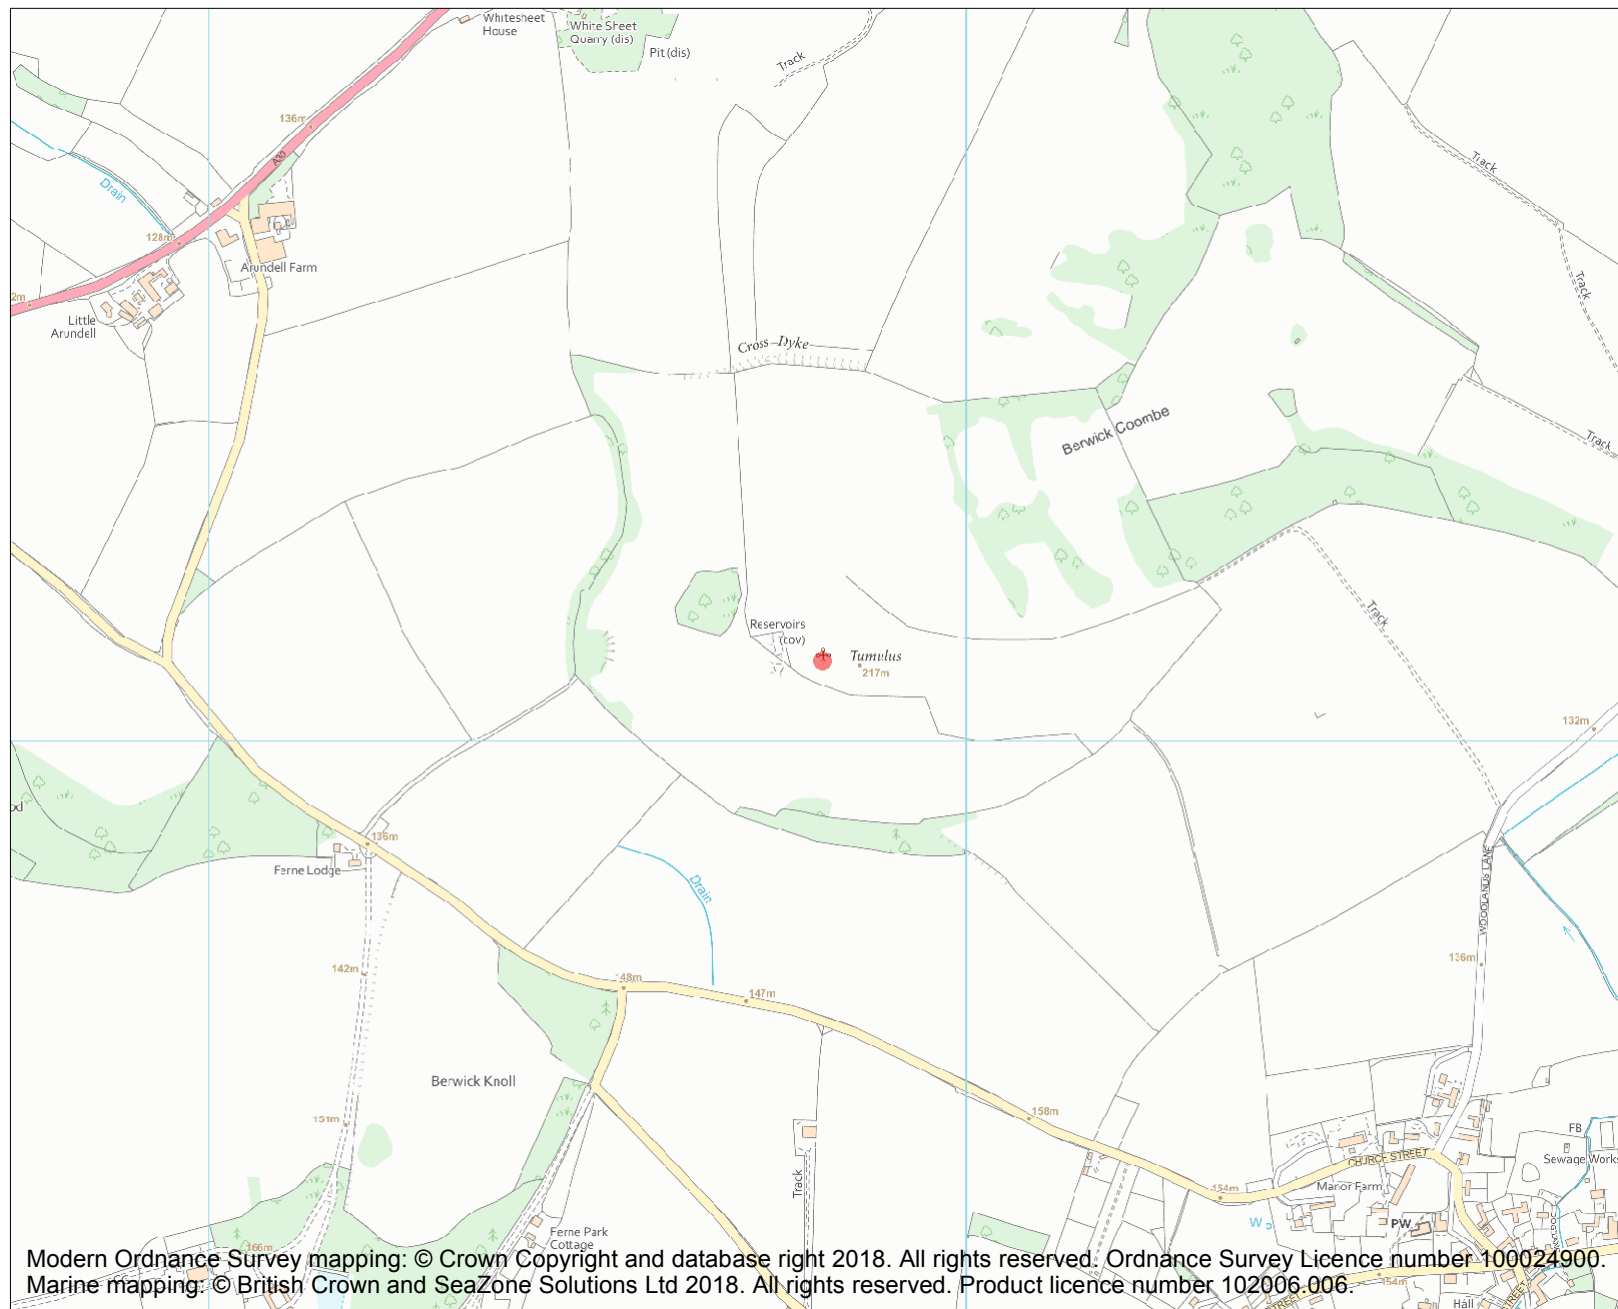 Whitesheet
House
White Sheet
Quarry (dis)
Pit (dis)
Track
136m
A30
Drain
128m
Arundell Farm
2m
Little
Arundell
Track
Track
Cross-Dyke
Berwick Coombe
Track
Reservoirs
(cov)
Tumulus
217m
Track
132m
136m
Ferne Lodge
Drain
WOODLANDS LANE
142m
48m
147m
136m
Berwick Knoll
151m
158m
FB
Sewage Works
CHURCH STREET
Manor Farm
154m
Track
W
PW
Ferne Park
Cottage
166m
Modern Ordnance Survey mapping: © Crown Copyright and database right 2018. All rights reserved. Ordnance Survey Licence number 100024900.
Marine mapping: © British Crown and SeaZone Solutions Ltd 2018. All rights reserved. Product licence number 102006.006.
154m
Hall
STREET